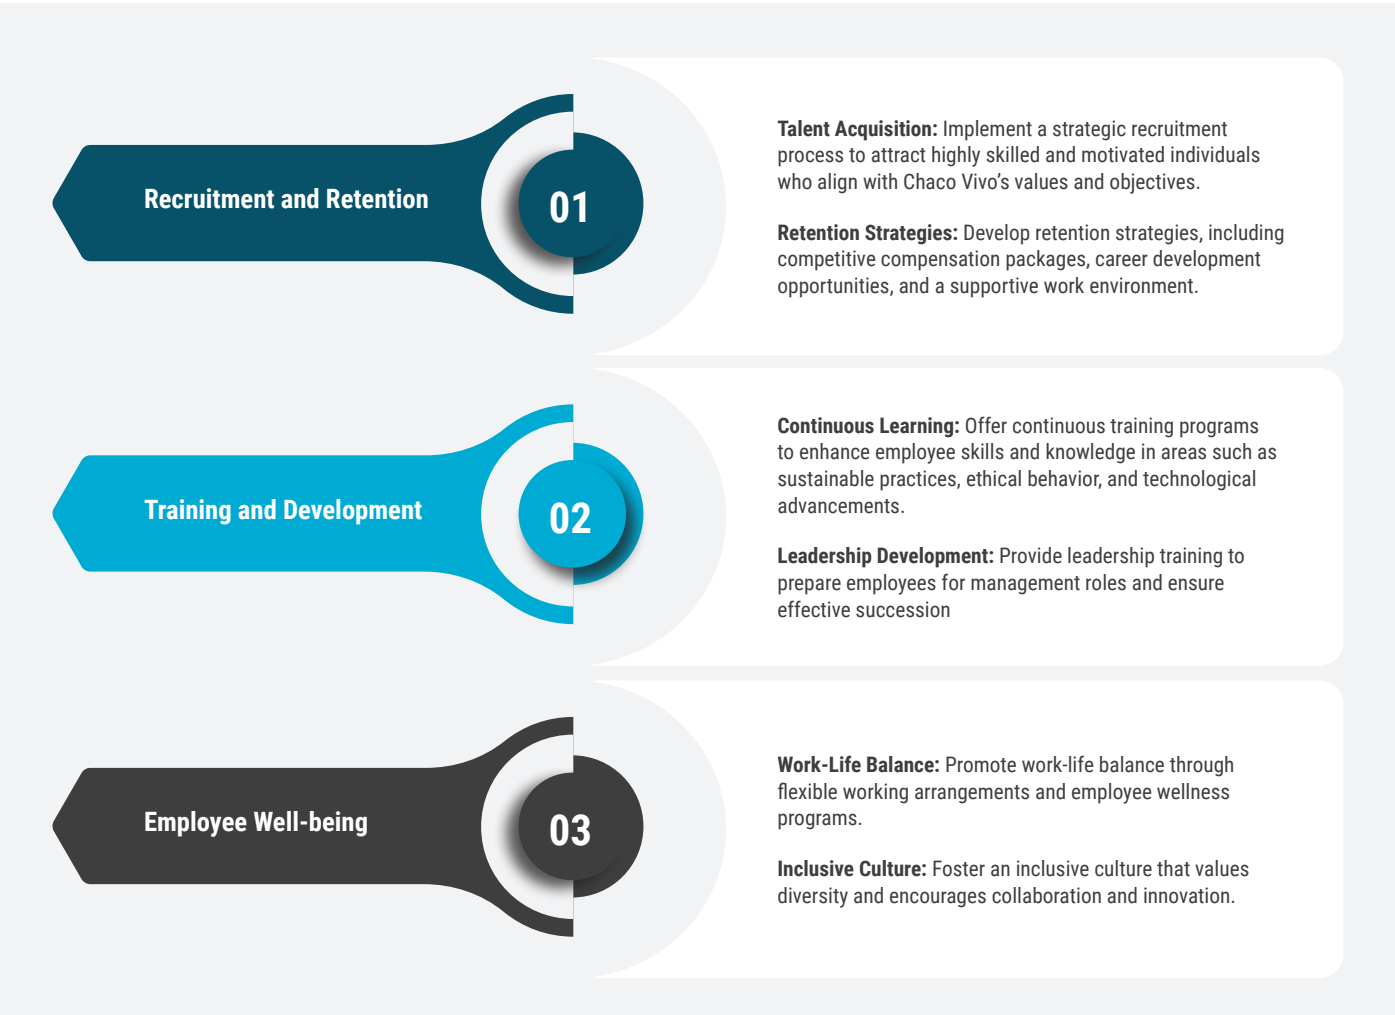 Recruitment and Retention
01
Talent Acquisition: Implement a strategic recruitment
process to attract highly skilled and motivated individuals
who align with Chaco Vivo’s values and objectives.
Retention Strategies: Develop retention strategies, including
competitive compensation packages, career development
opportunities, and a supportive work environment.
Training and Development
02
Continuous Learning: Offer continuous training programs
to enhance employee skills and knowledge in areas such as
sustainable practices, ethical behavior, and technological
advancements.
Leadership Development: Provide leadership training to
prepare employees for management roles and ensure
effective succession
Employee Well-being
03
Work-Life Balance: Promote work-life balance through
flexible working arrangements and employee wellness
programs.
Inclusive Culture: Foster an inclusive culture that values
diversity and encourages collaboration and innovation.